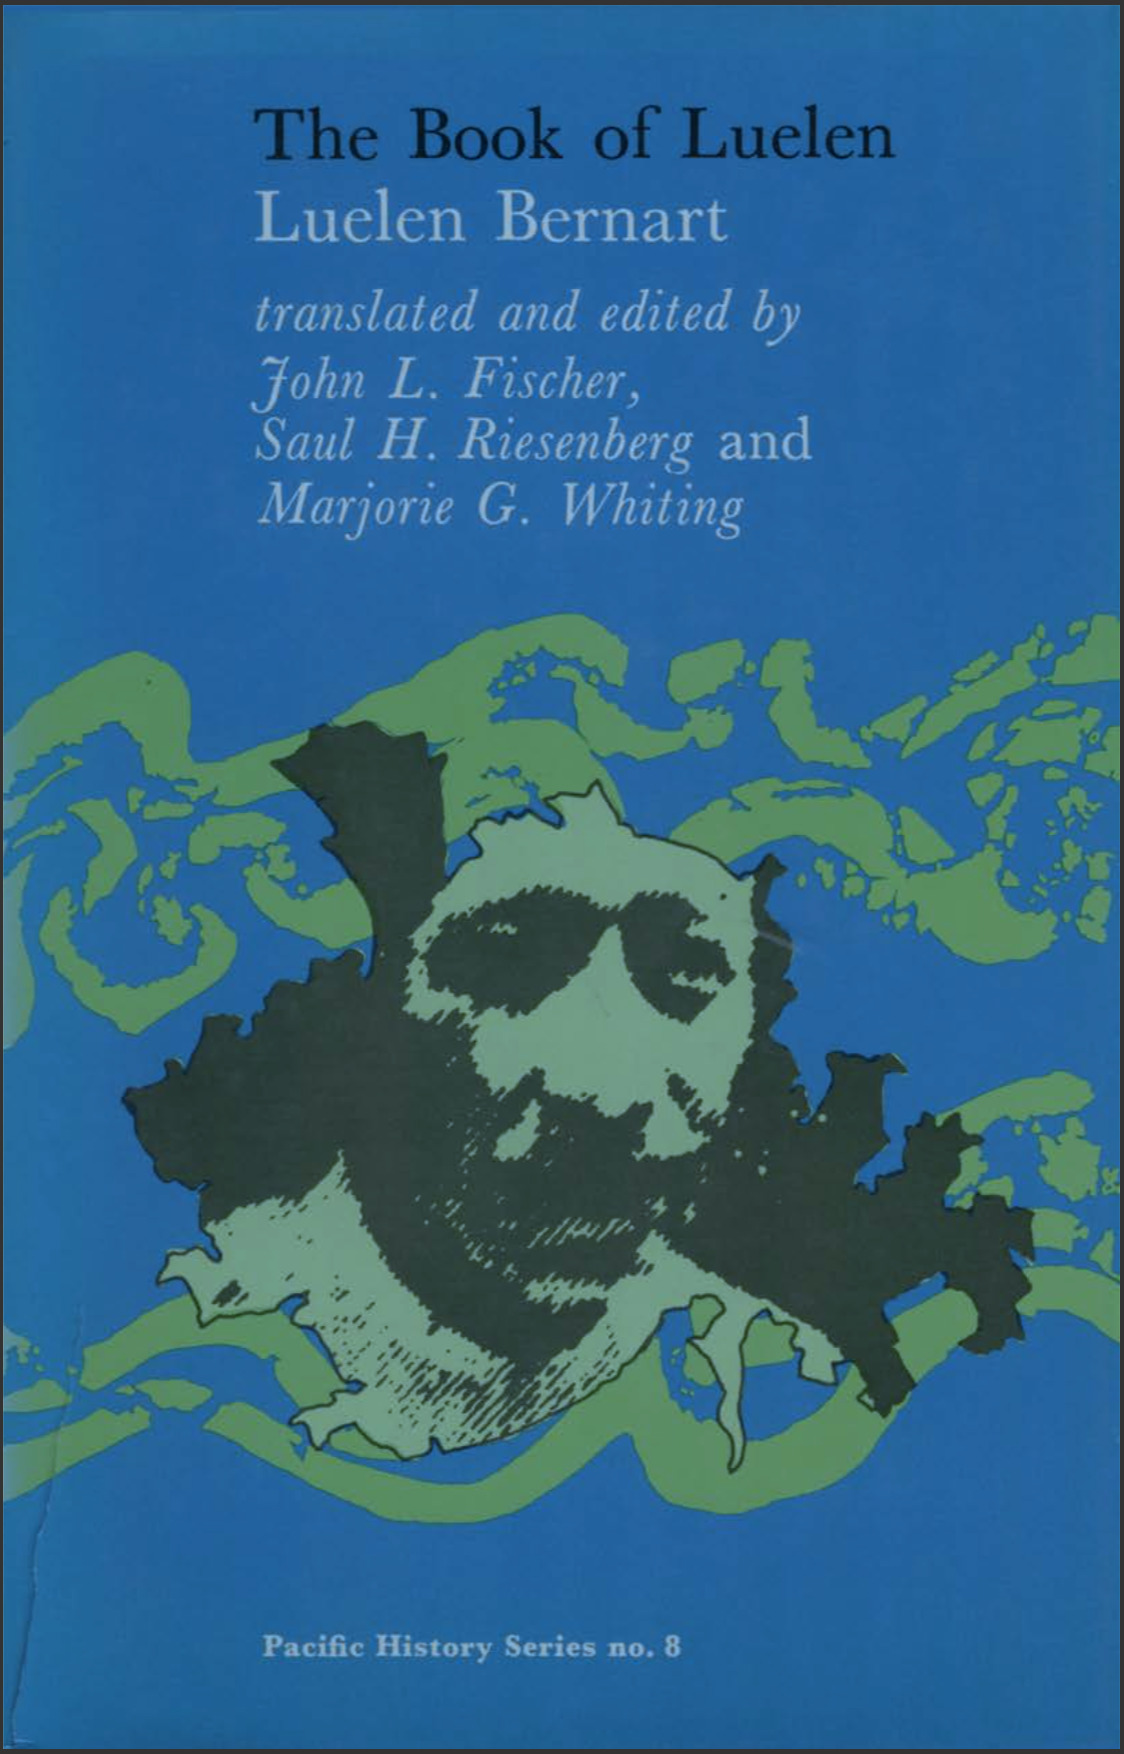 The Book of Luelen
Luelen Bernart
translated and edited by
John L. Fischer,
Saul H. Riesenberg and
Marjorie G. Whiting
Pacific History Series no. 8